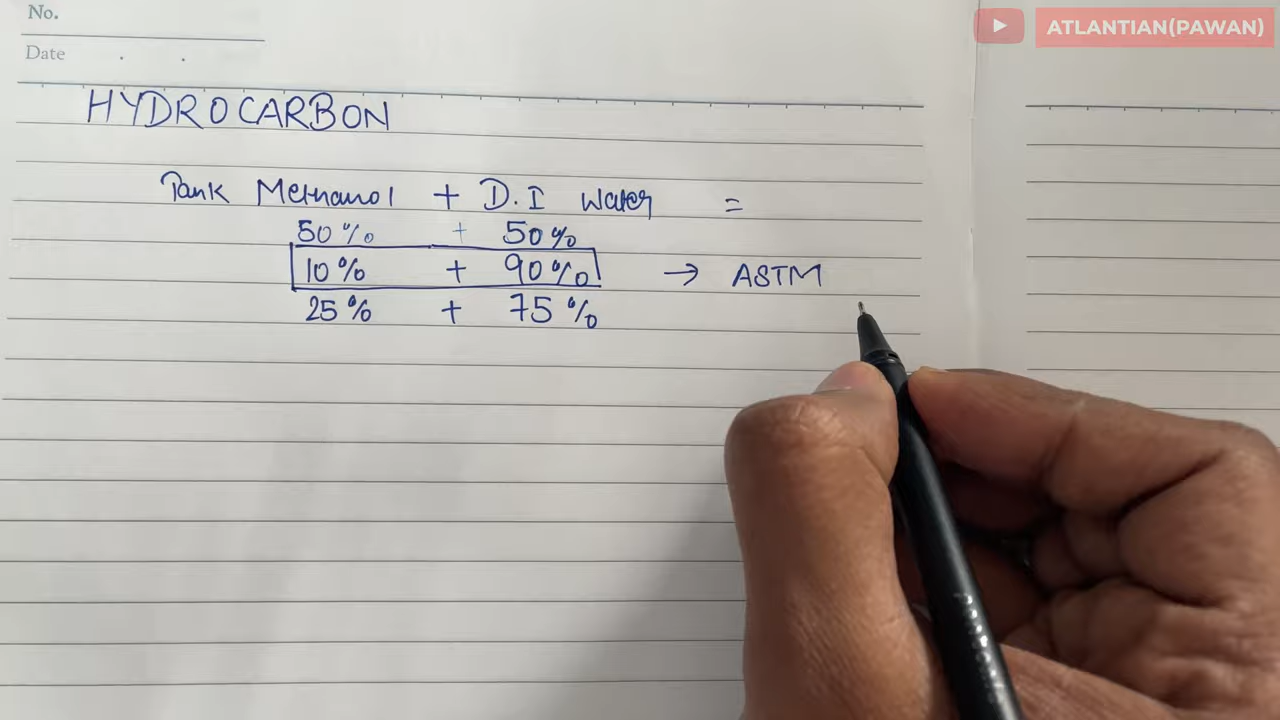 No.
ATLANTIAN(PAWAN)
Date . .
HYDROCARBON
Tank Methanol + D.I Water =
50% + 50%
10% + 90% → ASTM
25% + 75%